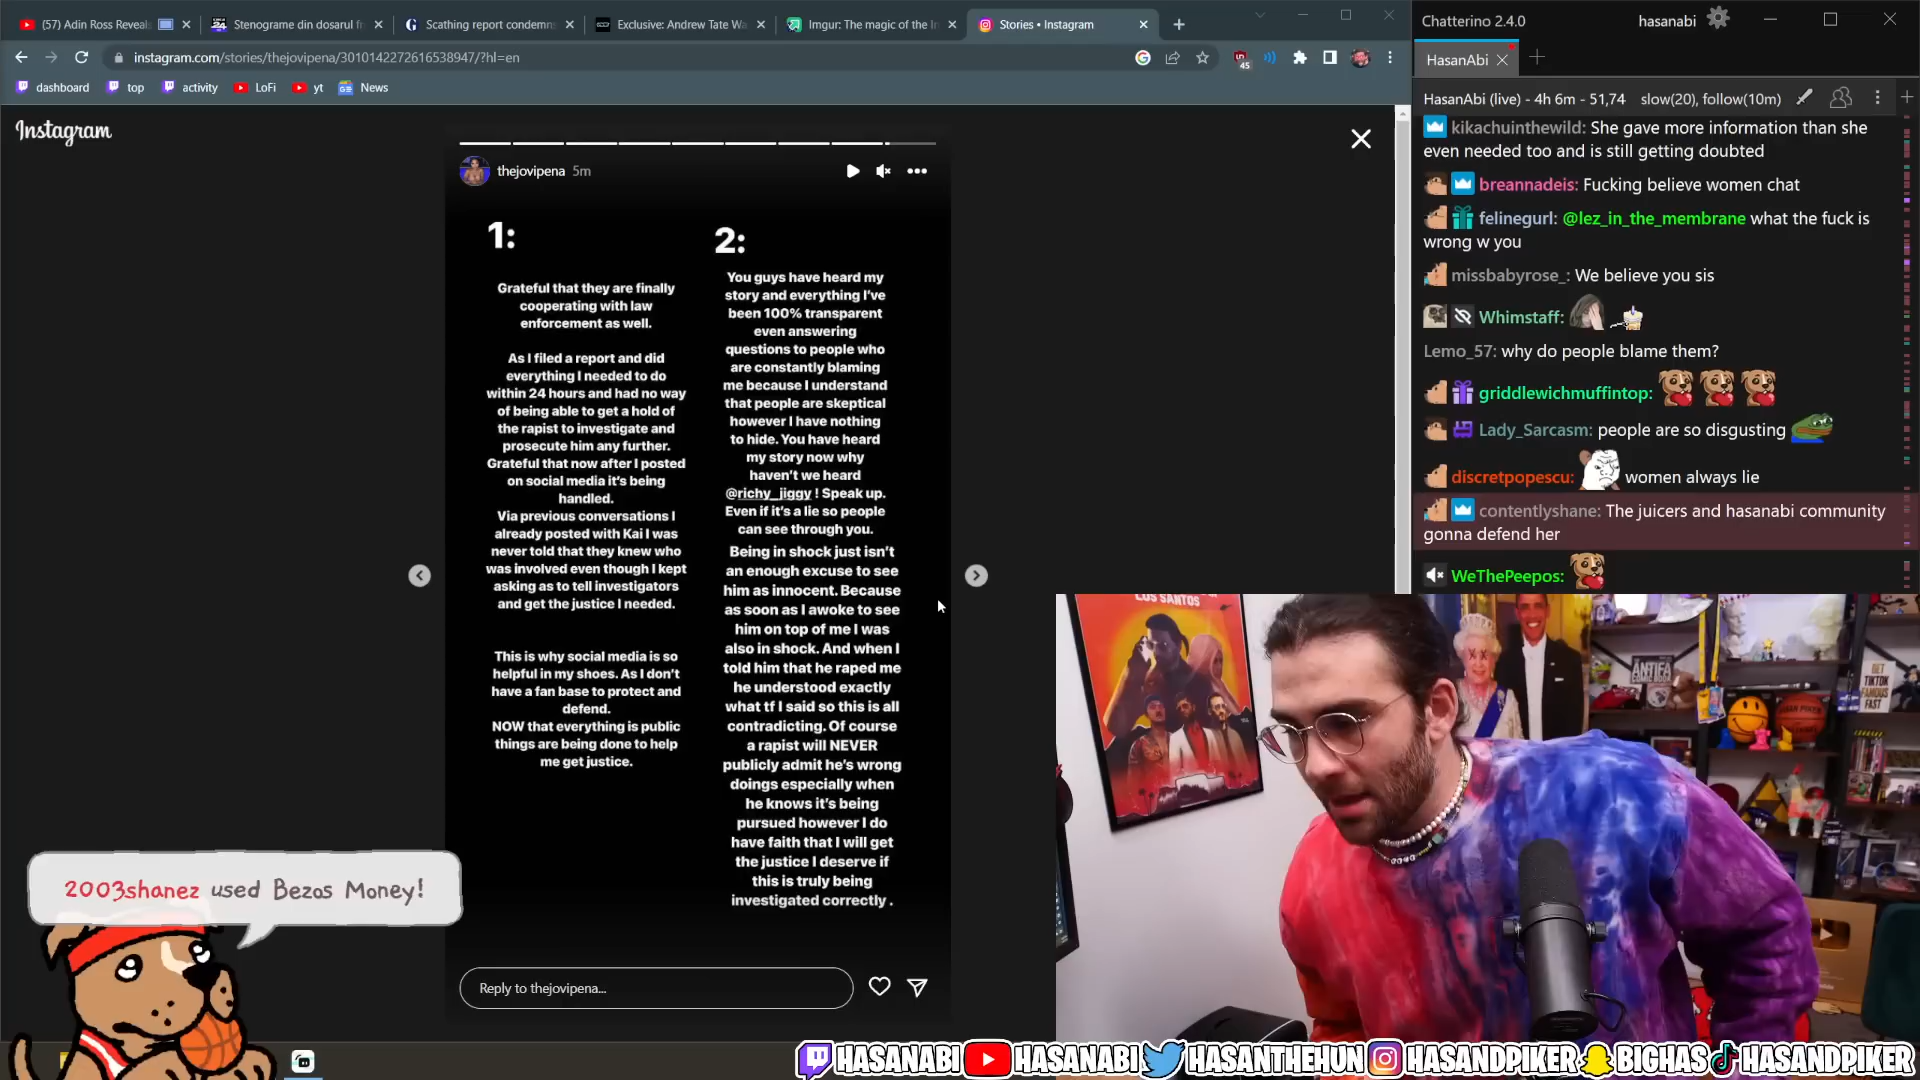 (57) Adin Ross Reveals
Stenograme din dosarul fr
Scathing report condemn
Exclusive: Andrew Tate Wa
Imgur: The magic of the In
Stories • Instagram
instagram.com/stories/thejovipena/3010142272616538947/?hl=en
45
dashboard
top
activity
LoFi
yt
News
Instagram
thejovipena 5m
1:
Grateful that they are finally
cooperating with law
enforcement as well.
As I filed a report and did
everything I needed to do
within 24 hours and had no way
of being able to get a hold of
the rapist to investigate and
prosecute him any further.
Grateful that now after I posted
on social media it's being
handled.
Via previous conversations I
already posted with Kai I was
never told that they knew who
was involved even though I kept
asking as to tell investigators
and get the justice I needed.
This is why social media is so
helpful in my shoes. As I don't
have a fan base to protect and
defend.
NOW that everything is public
things are being done to help
me get justice.
2:
You guys have heard my
story and everything I've
been 100% transparent
even answering
questions to people who
are constantly blaming
me because I understand
that people are skeptical
however I have nothing
to hide. You have heard
my story now why
haven't we heard
@richy_jiggy ! Speak up.
Even if it's a lie so people
can see through you.
Being in shock just isn't
an enough excuse to see
him as innocent. Because
as soon as I awoke to see
him on top of me I was
also in shock. And when I
told him that he raped me
he understood exactly
what tf I said so this is all
contradicting. Of course
a rapist will NEVER
publicly admit he's wrong
doings especially when
he knows it's being
pursued however I do
have faith that I will get
the justice I deserve if
this is truly being
investigated correctly .
Reply to thejovipena...
2003shanez used Bezos Money!
Chatterino 2.4.0
hasanabi
HasanAbi
HasanAbi (live) - 4h 6m - 51,74 slow(20), follow(10m)
kikachuinthewild: She gave more information than she
even needed too and is still getting doubted
breannadeis: Fucking believe women chat
felinegurl: @lez_in_the_membrane what the fuck is
wrong w you
missbabyrose_: We believe you sis
Whimstaff:
Lemo_57: why do people blame them?
griddlewichmuffintop:
Lady_Sarcasm: people are so disgusting
discretpopescu: women always lie
contentlyshane: The juicers and hasanabi community
gonna defend her
WeThePeepos:
LOS SANTOS
ANTIFA
GET
TIKTOK
FAMOUS
FAST
HASANABI
HASANABI
HASANTHEHUN
HASANDPIKER
BIGHAS
HASANDPIKER